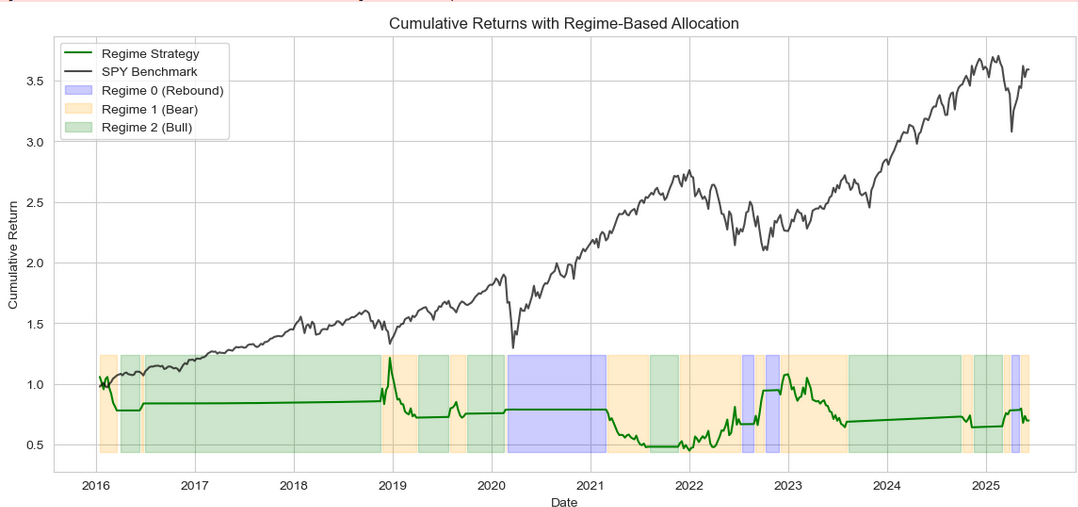 Cumulative Returns with Regime-Based Allocation
Regime Strategy
SPY Benchmark
Regime 0 (Rebound)
Regime 1 (Bear)
Regime 2 (Bull)
Cumulative Return
3.5
3.0
2.5
2.0
1.5
1.0
0.5
2016 2017 2018 2019 2020 2021 2022 2023 2024 2025
Date